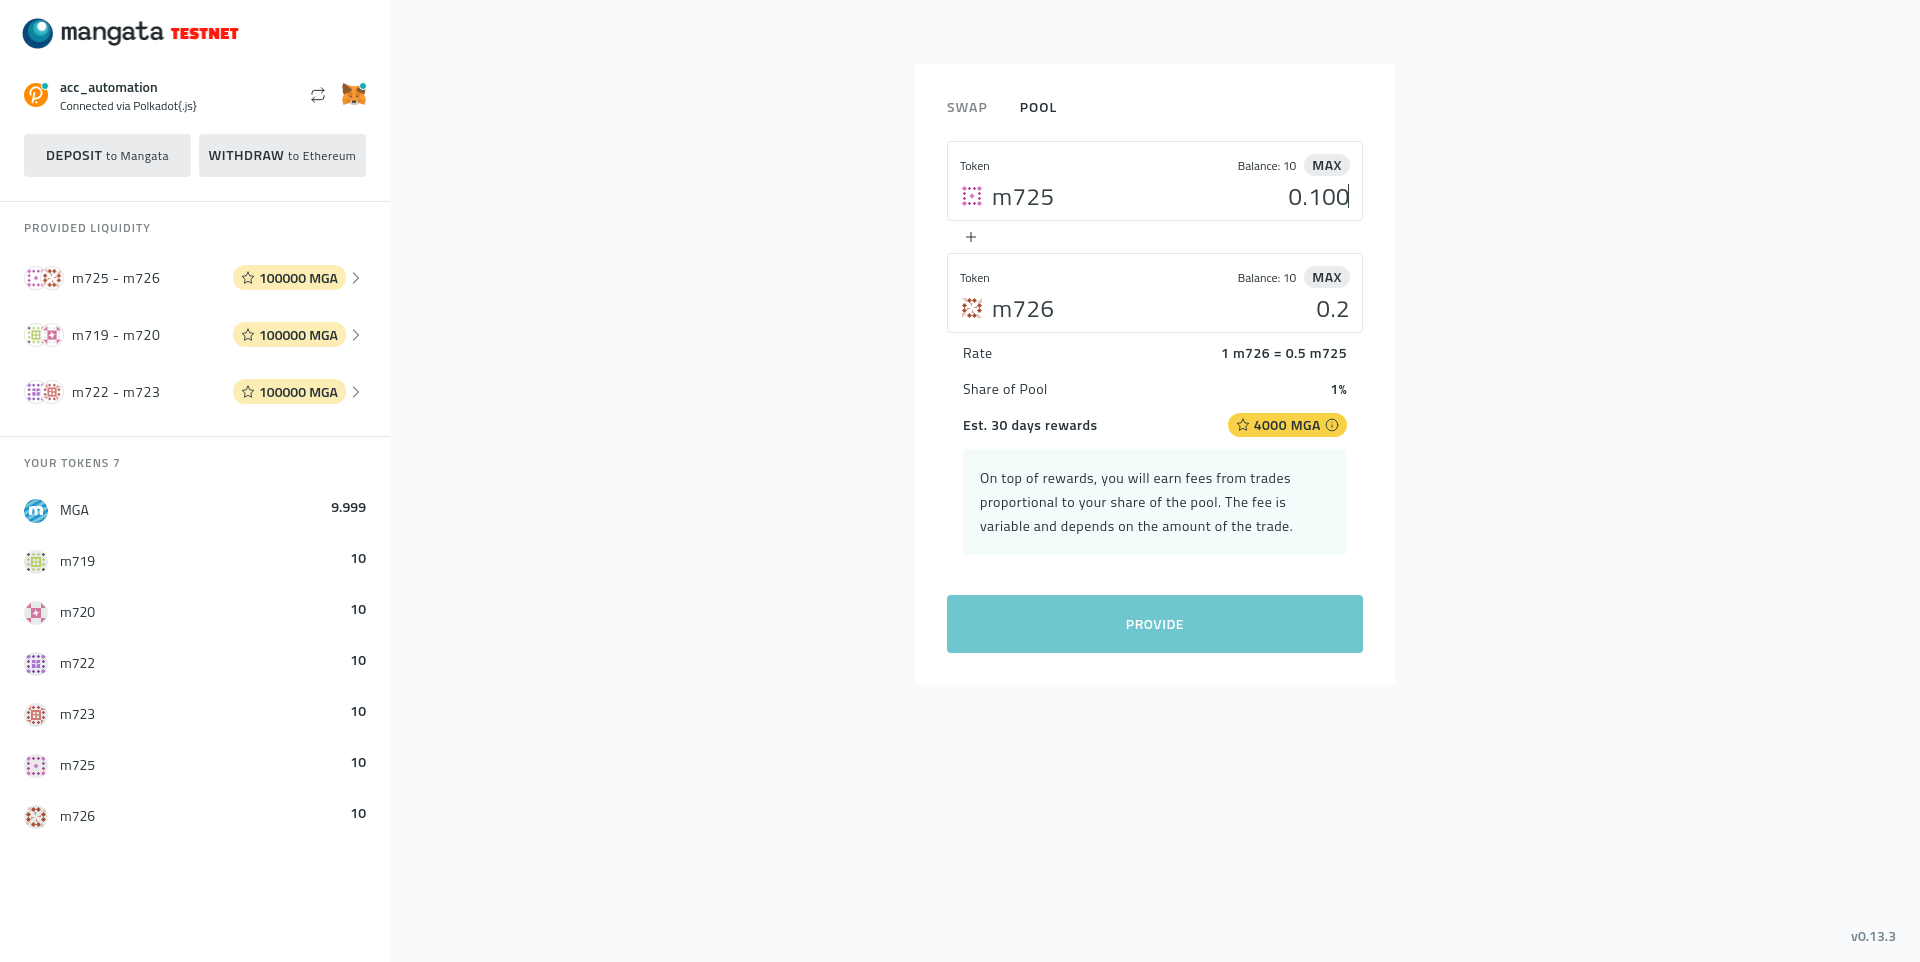 mangata TESTNET
acc_automation
Connected via Polkadot{.js}
DEPOSIT to Mangata
WITHDRAW to Ethereum
PROVIDED LIQUIDITY
m725 - m726
100000 MGA
m719 - m720
100000 MGA
m722 - m723
100000 MGA
YOUR TOKENS 7
MGA
9.999
m719
10
m720
10
m722
10
m723
10
m725
10
m726
10
SWAP
POOL
Token
Balance: 10
MAX
m725
0.100
+
Token
Balance: 10
MAX
m726
0.2
Rate
1 m726 = 0.5 m725
Share of Pool
1%
Est. 30 days rewards
4000 MGA
On top of rewards, you will earn fees from trades
proportional to your share of the pool. The fee is
variable and depends on the amount of the trade.
PROVIDE
v0.13.3